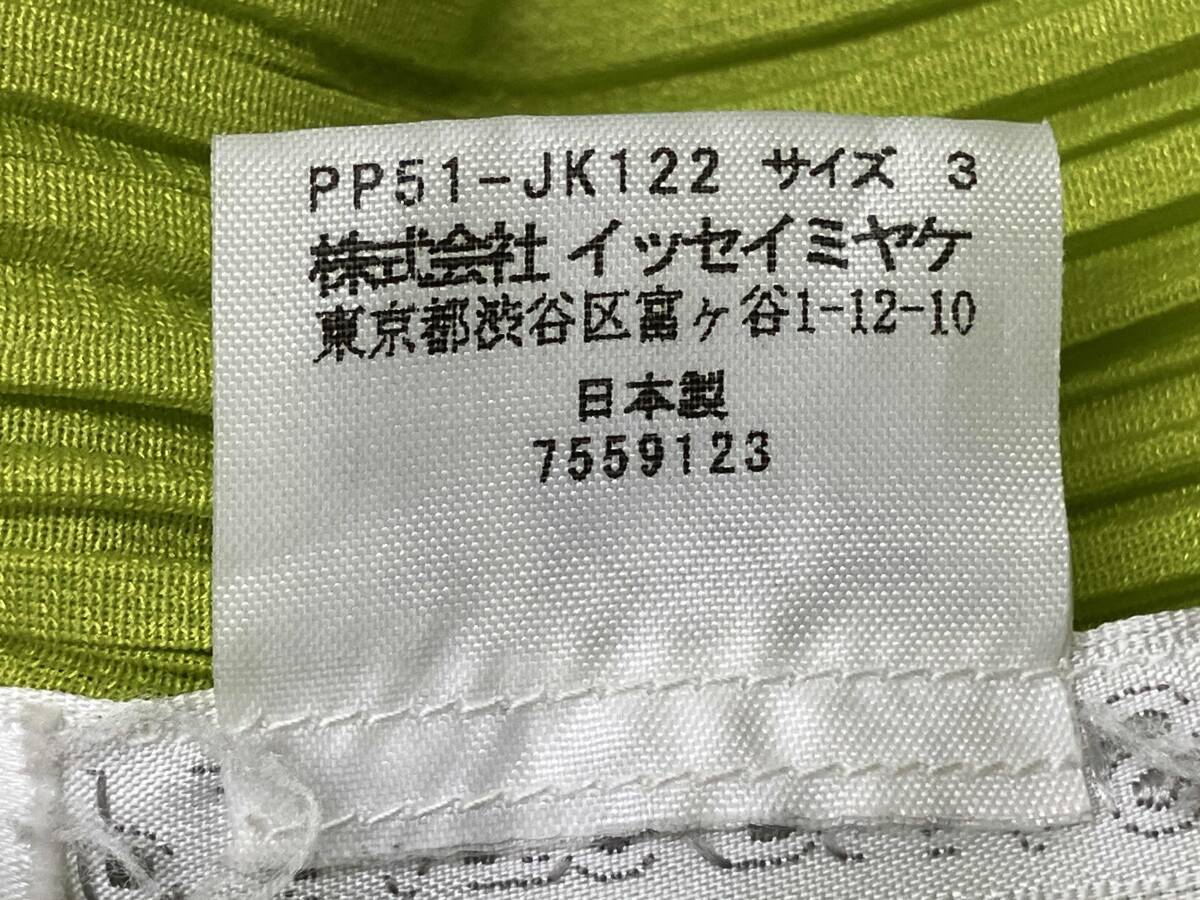 PP51-JK122 サイズ 3
株式会社 イッセイミヤケ
東京都渋谷区富ヶ谷1-12-10
日本製
7559123